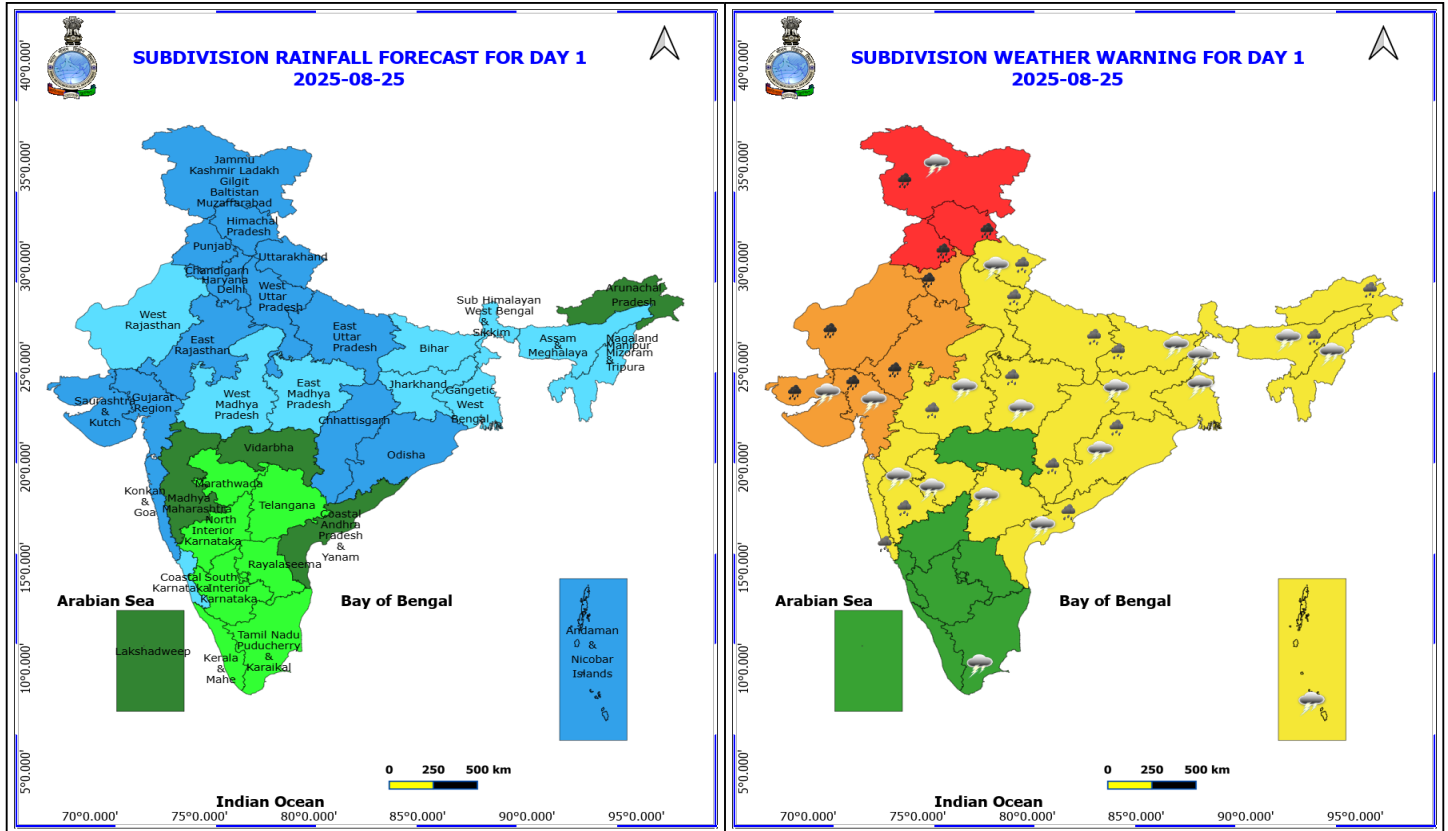 SUBDIVISION RAINFALL FORECAST FOR DAY 1
2025-08-25
40°0.000'
35°0.000'
30°0.000'
25°0.000'
20°0.000'
15°0.000'
10°0.000'
5°0.000'
Jammu
Kashmir Ladakh
Gilgit
Baltistan
Muzaffarabad
Himachal
Pradesh
Punjab
Uttarakhand
Chandigarh
Haryana
Delhi
West
Uttar
Pradesh
West
Rajasthan
East
Rajasthan
East
Uttar
Pradesh
Sub Himalayan
West Bengal
&
Sikkim
Arunachal
Pradesh
Assam
&
Meghalaya
Nagaland
Manipur
Mizoram
&
Tripura
Bihar
Jharkhand
Gangetic
West
Bengal
Saurashtra
&
Kutch
Gujarat
Region
West
Madhya
Pradesh
East
Madhya
Pradesh
Chhattisgarh
Odisha
Vidarbha
Konkan
&
Goa
Madhya
Maharashtra
Marathwada
Telangana
North
Interior
Karnataka
Coastal
Andhra
Pradesh
&
Yanam
Rayalaseema
Coastal
Karnataka
South
Interior
Karnataka
Tamil Nadu
Puducherry
&
Karaikal
Kerala
&
Mahe
Lakshadweep
Andaman
&
Nicobar
Islands
Arabian Sea
Bay of Bengal
0 250 500 km
Indian Ocean
70°0.000' 75°0.000' 80°0.000' 85°0.000' 90°0.000' 95°0.000'
SUBDIVISION WEATHER WARNING FOR DAY 1
2025-08-25
40°0.000'
35°0.000'
30°0.000'
25°0.000'
20°0.000'
15°0.000'
10°0.000'
5°0.000'
Arabian Sea
Bay of Bengal
0 250 500 km
Indian Ocean
70°0.000' 75°0.000' 80°0.000' 85°0.000' 90°0.000' 95°0.000'